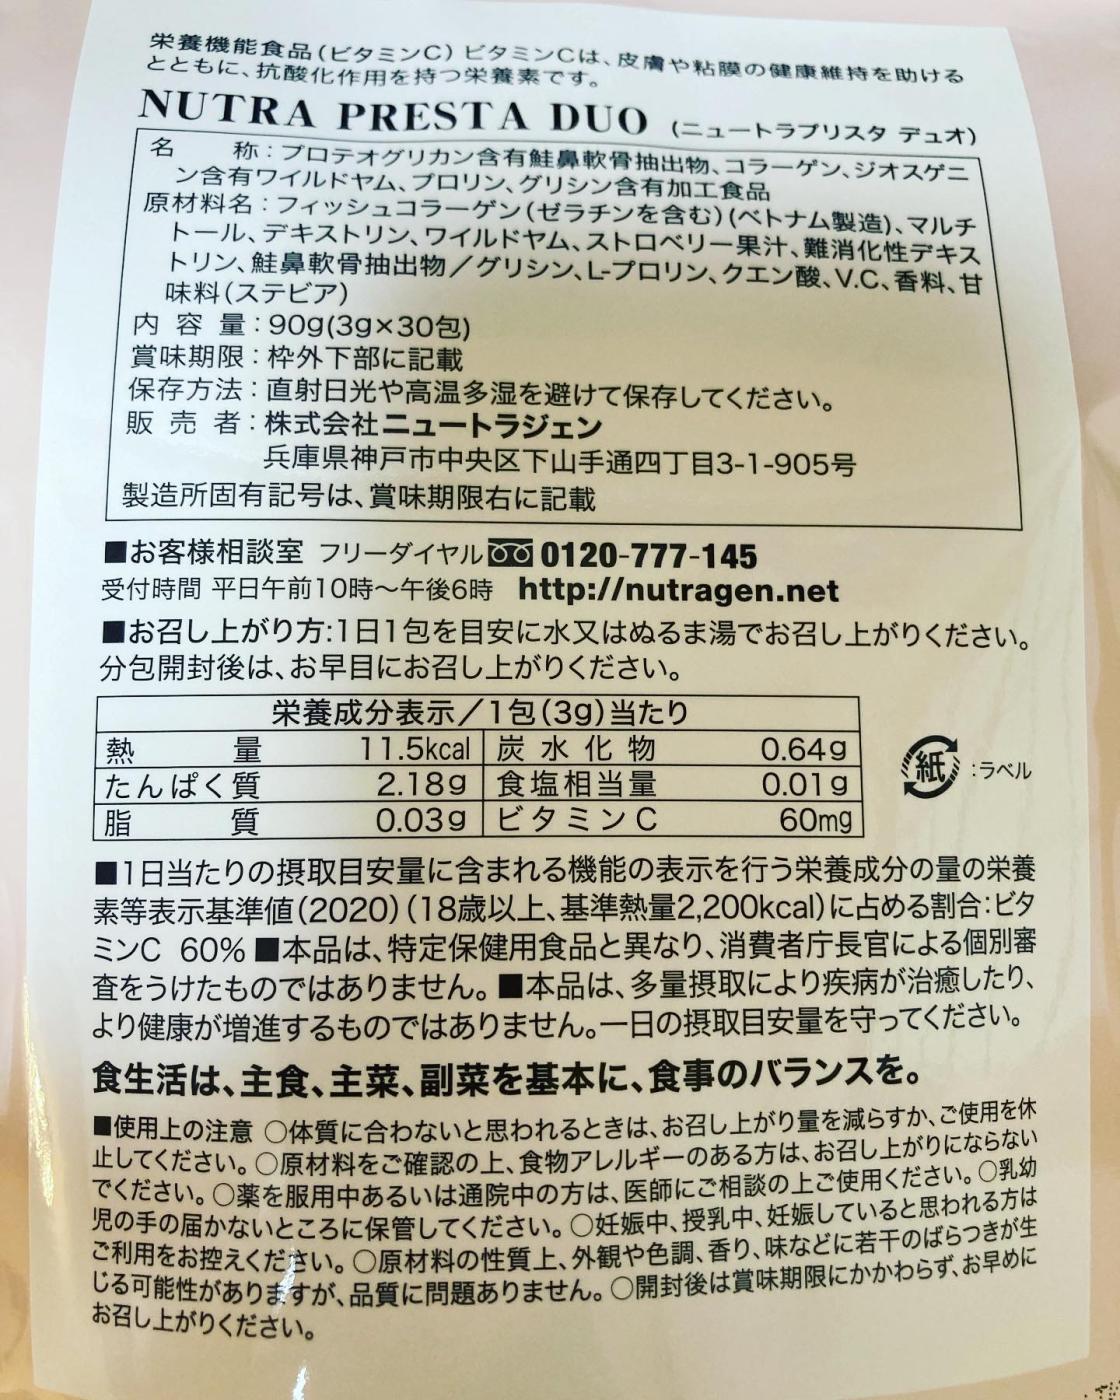 栄養機能食品(ビタミンC) ビタミンCは、皮膚や粘膜の健康維持を助ける
とともに、抗酸化作用を持つ栄養素です。
NUTRA PRESTA DUO (ニュートラプリスタ デュオ)
名 称:プロテオグリカン含有鮭鼻軟骨抽出物、コラーゲン、ジオスゲニ
ン含有ワイルドヤム、プロリン、グリシン含有加工食品
原材料名:フィッシュコラーゲン(ゼラチンを含む)(ベトナム製造)、マルチ
トール、デキストリン、ワイルドヤム、ストロベリー果汁、難消化性デキス
トリン、鮭鼻軟骨抽出物/グリシン、L-プロリン、クエン酸、V.C、香料、甘
味料(ステビア)
内容量:90g(3g×30包)
賞味期限:枠外下部に記載
保存方法:直射日光や高温多湿を避けて保存してください。
販売者:株式会社ニュートラジェン
兵庫県神戸市中央区下山手通四丁目3-1-905号
製造所固有記号は、賞味期限右に記載
■お客様相談室 フリーダイヤル 0120-777-145
受付時間 平日午前10時~午後6時 http://nutragen.net
■お召し上がり方:1日1包を目安に水又はぬるま湯でお召し上がりください。
分包開封後は、お早目にお召し上がりください。
栄養成分表示/1包(3g)当たり
熱量 11.5kcal 炭水化物 0.64g
たんぱく質 2.18g 食塩相当量 0.01g
脂質 0.03g ビタミンC 60mg
紙:ラベル
■1日当たりの摂取目安量に含まれる機能の表示を行う栄養成分の量の栄養
素等表示基準値(2020)(18歳以上、基準熱量2,200kcal)に占める割合:ビタ
ミンC 60% ■本品は、特定保健用食品と異なり、消費者庁長官による個別審
査をうけたものではありません。■本品は、多量摂取により疾病が治癒したり、
より健康が増進するものではありません。一日の摂取目安量を守ってください。
食生活は、主食、主菜、副菜を基本に、食事のバランスを。
■使用上の注意 ○体質に合わないと思われるときは、お召し上がり量を減らすか、ご使用を休
止してください。○原材料をご確認の上、食物アレルギーのある方は、お召し上がりにならない
でください。○薬を服用中あるいは通院中の方は、医師にご相談の上ご使用ください。○乳幼
児の手の届かないところに保管してください。○妊娠中、授乳中、妊娠していると思われる方は
ご利用をお控えください。○原材料の性質上、外観や色調、香り、味などに若干のばらつきが生
じる可能性がありますが、品質に問題ありません。○開封後は賞味期限にかかわらず、お早めに
お召し上がりください。